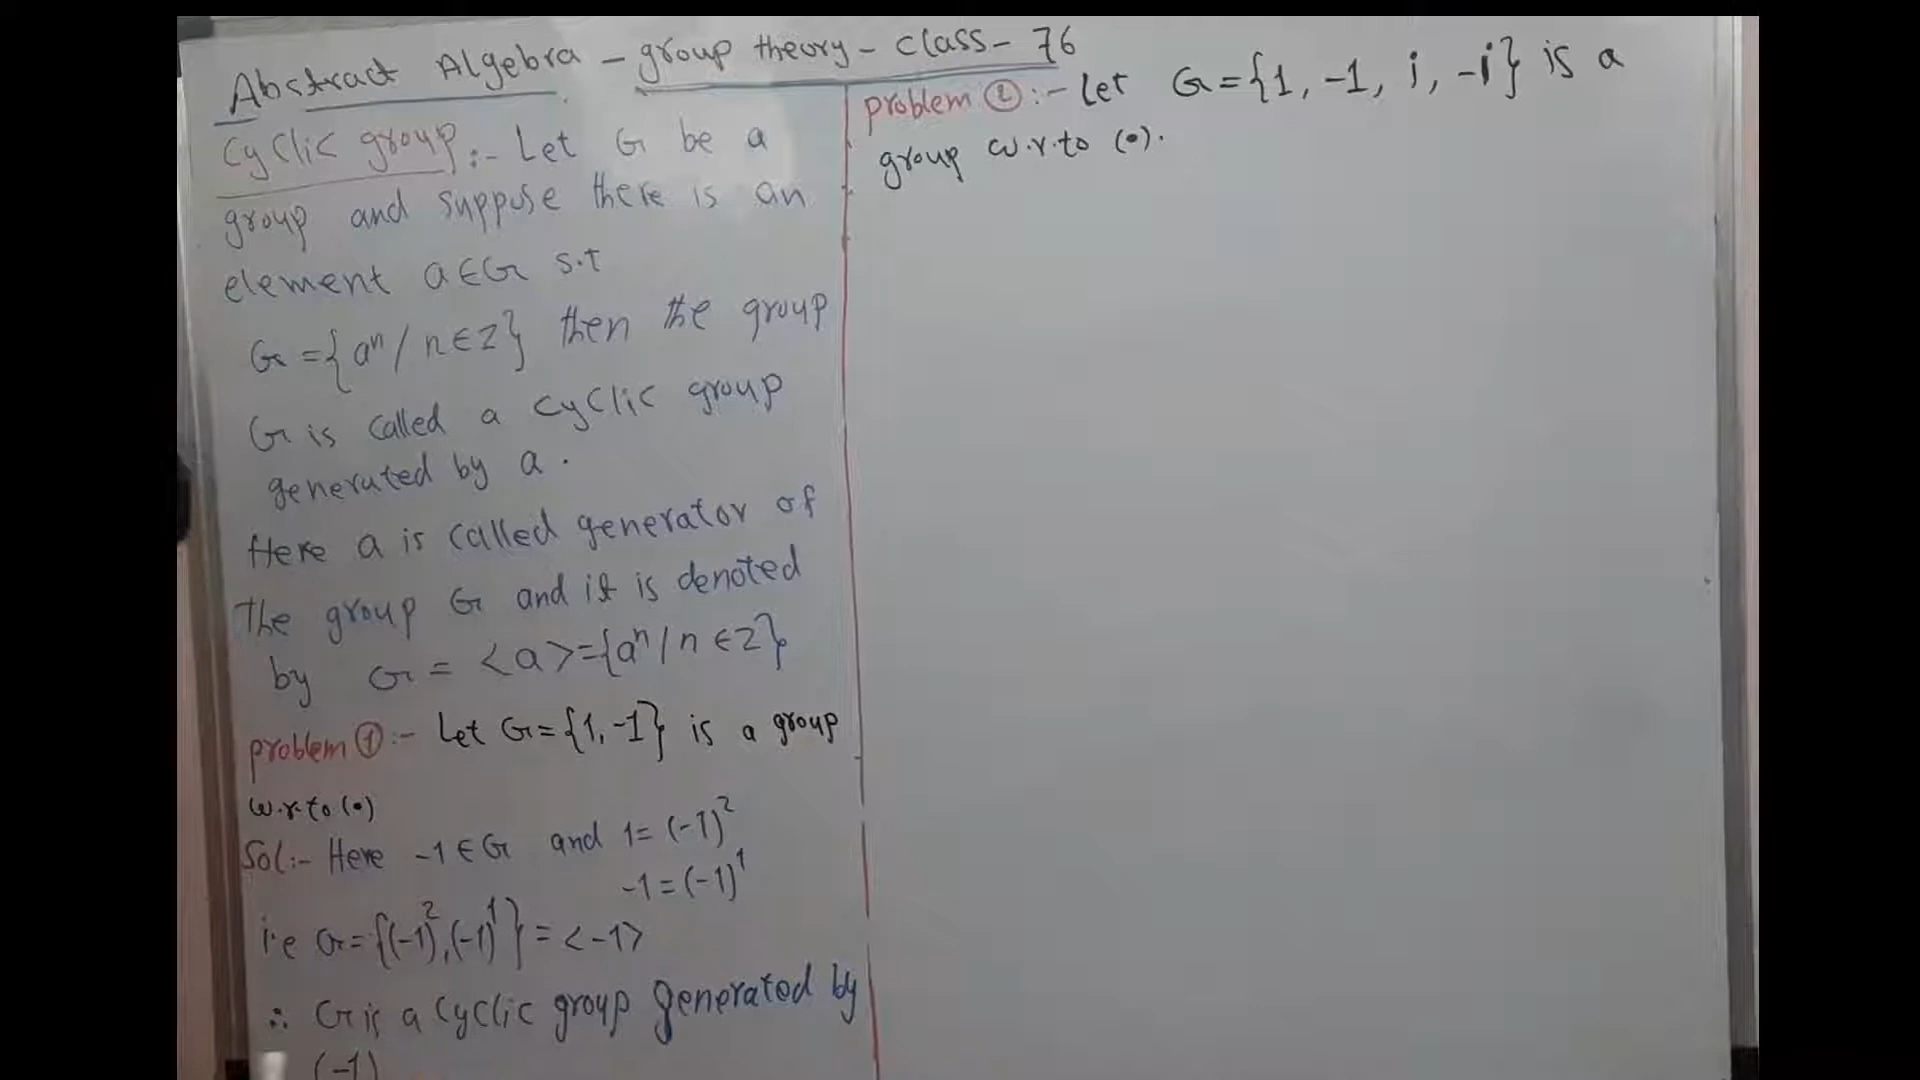 Abstract Algebra - group theory - class - 76
Cyclic group :- Let G be a
group and suppose there is an
element a∈G s.t
G = {aⁿ / n∈Z} then the group
G is called a cyclic group
generated by a.
Here a is called generator of
The group G and it is denoted
by G = <a> = {aⁿ / n∈Z}
problem ① :- Let G = {1, -1} is a group
w.r.to (•)
Sol :- Here -1∈G and 1 = (-1)²
-1 = (-1)¹
i.e G = {(-1)², (-1)¹} = <-1>
∴ G is a cyclic group generated by
(-1)
problem ② :- Let G = {1, -1, i, -i} is a
group w.r.to (•).